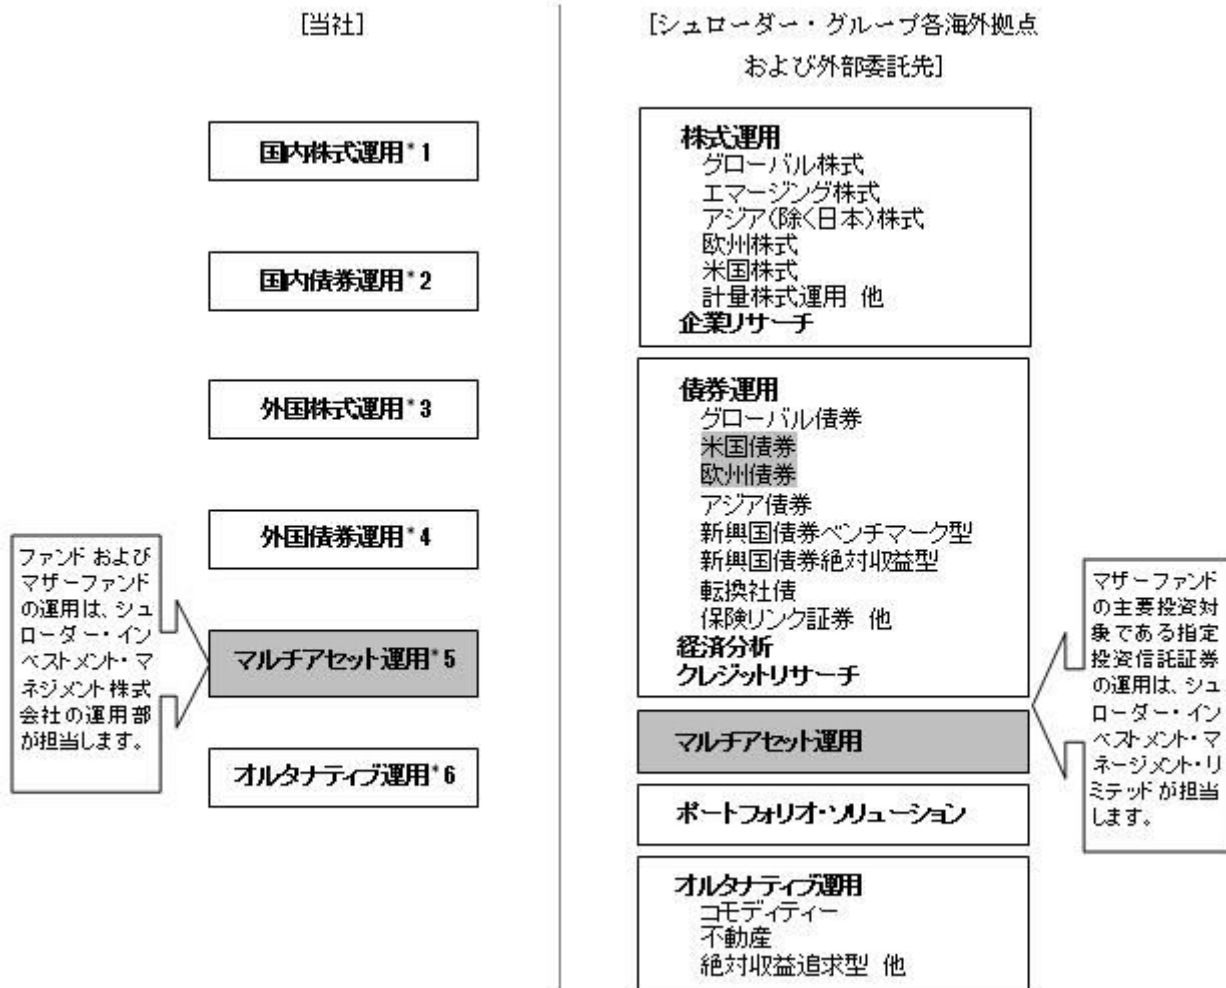 [当社]
[シュローダー・グループ各海外拠点
および外部委託先]
国内株式運用*1
国内債券運用*2
外国株式運用*3
外国債券運用*4
マルチアセット運用*5
オルタナティブ運用*6
ファンドおよび
マザーファンド
の運用は、シュ
ローダー・イン
ベストメント・マ
ネジメント株式
会社の運用部
が担当します。
株式運用
グローバル株式
エマージング株式
アジア(除く日本)株式
欧州株式
米国株式
計量株式運用 他
企業リサーチ
債券運用
グローバル債券
米国債券
欧州債券
アジア債券
新興国債券ベンチマーク型
新興国債券絶対収益型
転換社債
保険リンク証券 他
経済分析
クレジットリサーチ
マルチアセット運用
ポートフォリオ・ソリューション
オルタナティブ運用
コモディティー
不動産
絶対収益追求型 他
マザーファンド
の主要投資対
象である指定
投資信託証券
の運用は、シュ
ローダー・イン
ベストメント・マ
ネージメント・リ
ミテッドが担当
します。